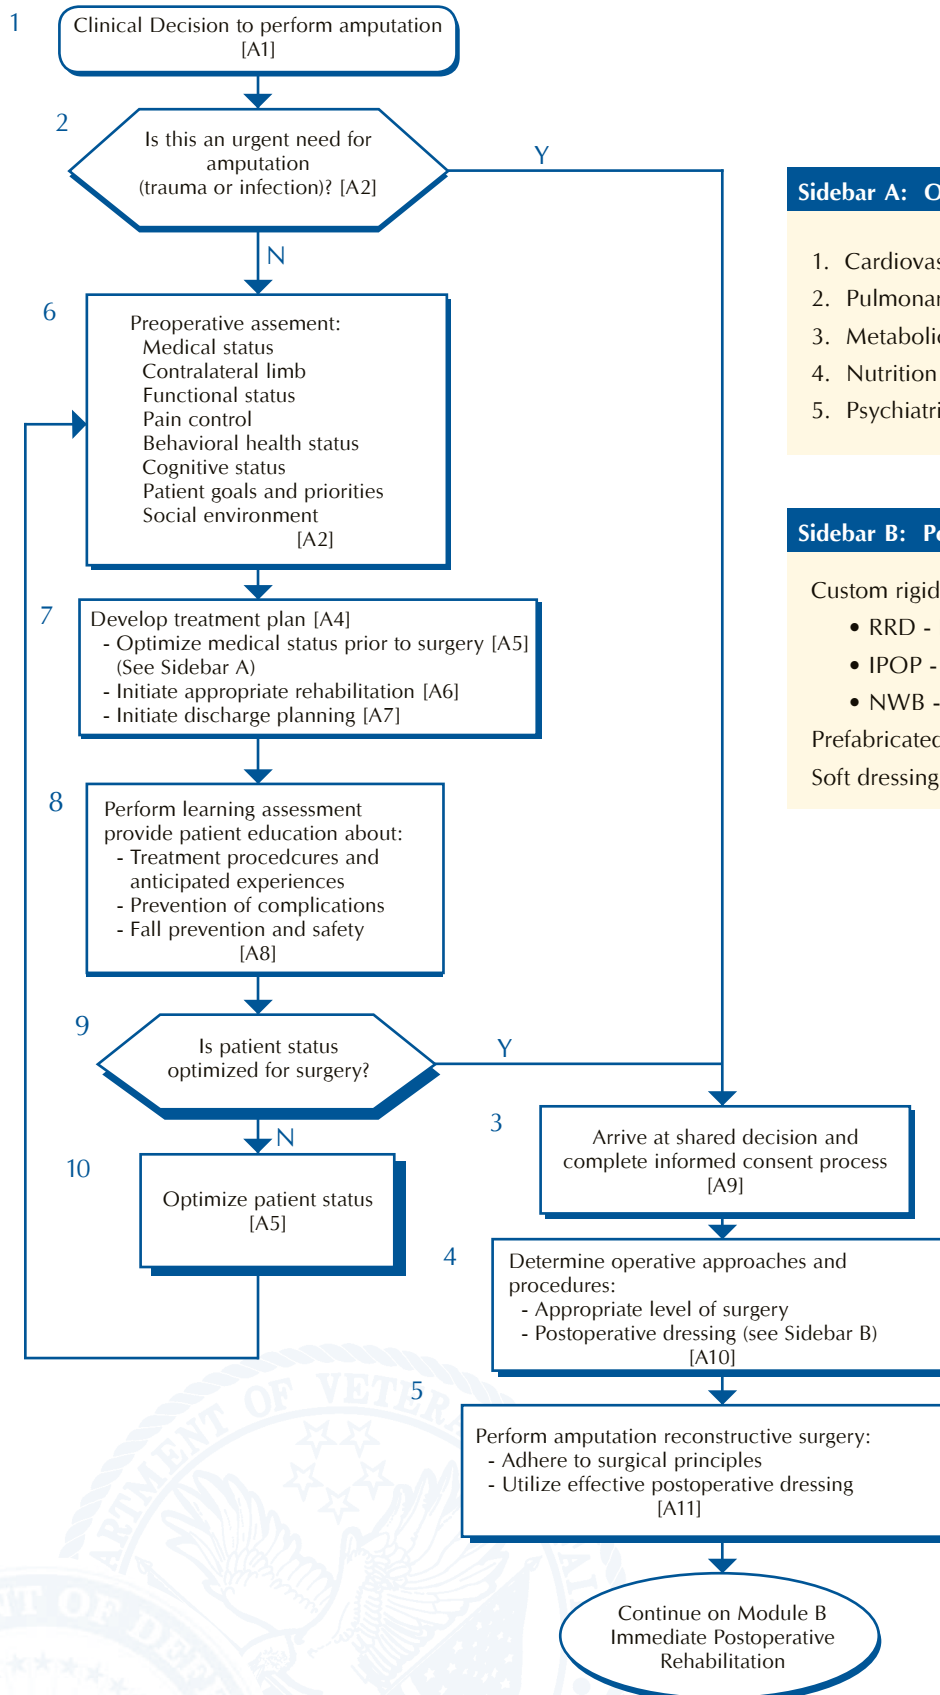 1
Clinical Decision to perform amputation
[A1]
2
Is this an urgent need for
amputation
(trauma or infection)? [A2]
Y
N
6
Preoperative assement:
Medical status
Contralateral limb
Functional status
Pain control
Behavioral health status
Cognitive status
Patient goals and priorities
Social environment
[A2]
7
Develop treatment plan [A4]
- Optimize medical status prior to surgery [A5]
(See Sidebar A)
- Initiate appropriate rehabilitation [A6]
- Initiate discharge planning [A7]
8
Perform learning assessment
provide patient education about:
- Treatment procedcures and
anticipated experiences
- Prevention of complications
- Fall prevention and safety
[A8]
9
Is patient status
optimized for surgery?
Y
N
10
Optimize patient status
[A5]
3
Arrive at shared decision and
complete informed consent process
[A9]
4
Determine operative approaches and
procedures:
- Appropriate level of surgery
- Postoperative dressing (see Sidebar B)
[A10]
5
Perform amputation reconstructive surgery:
- Adhere to surgical principles
- Utilize effective postoperative dressing
[A11]
Continue on Module B
Immediate Postoperative
Rehabilitation
Sidebar A: O
1. Cardiovas
2. Pulmonar
3. Metabolic
4. Nutrition
5. Psychiatri
Sidebar B: Po
Custom rigid
• RRD -
• IPOP -
• NWB -
Prefabricated
Soft dressing